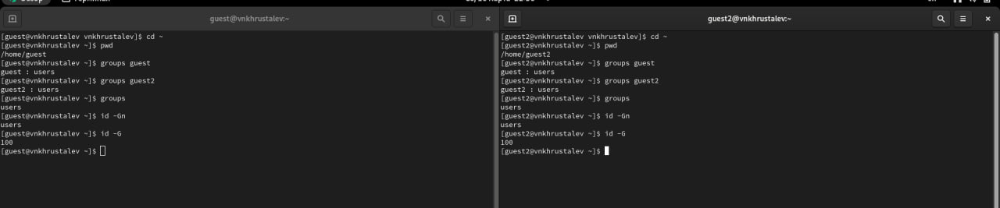 guest@vnkhrustalev:~
[guest@vnkhrustalev vnkhrustalev]$ cd ~
[guest@vnkhrustalev ~]$ pwd
/home/guest
[guest@vnkhrustalev ~]$ groups guest
guest : users
[guest@vnkhrustalev ~]$ groups guest2
guest2 : users
[guest@vnkhrustalev ~]$ groups
users
[guest@vnkhrustalev ~]$ id -Gn
users
[guest@vnkhrustalev ~]$ id -G
100
[guest@vnkhrustalev ~]$
guest2@vnkhrustalev:~
[guest2@vnkhrustalev vnkhrustalev]$ cd ~
[guest2@vnkhrustalev ~]$ pwd
/home/guest2
[guest2@vnkhrustalev ~]$ groups guest
guest : users
[guest2@vnkhrustalev ~]$ groups guest2
guest2 : users
[guest2@vnkhrustalev ~]$ groups
users
[guest2@vnkhrustalev ~]$ id -Gn
users
[guest2@vnkhrustalev ~]$ id -G
100
[guest2@vnkhrustalev ~]$